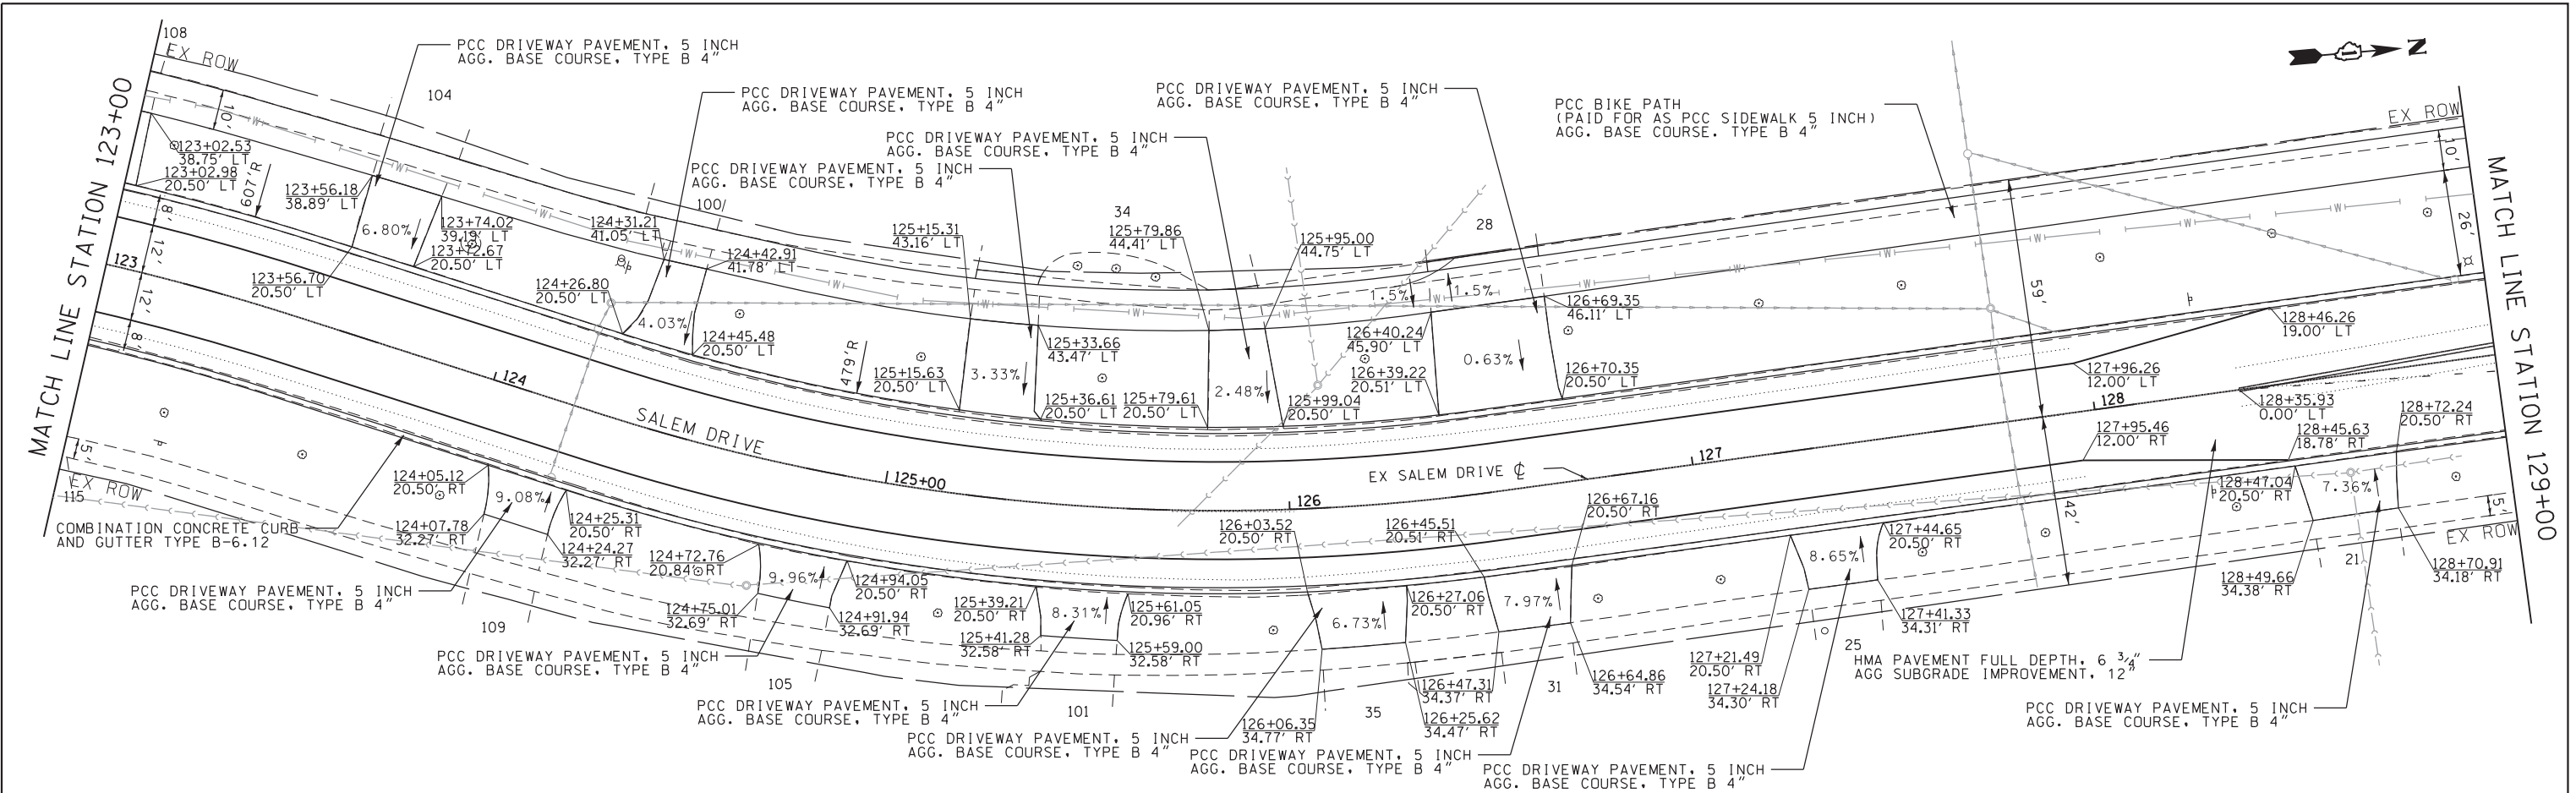 108
EX ROW
MATCH LINE STATION 123+00
10'
104
PCC DRIVEWAY PAVEMENT, 5 INCH
AGG. BASE COURSE, TYPE B 4"
PCC DRIVEWAY PAVEMENT, 5 INCH
AGG. BASE COURSE, TYPE B 4"
PCC DRIVEWAY PAVEMENT, 5 INCH
AGG. BASE COURSE, TYPE B 4"
PCC DRIVEWAY PAVEMENT, 5 INCH
AGG. BASE COURSE, TYPE B 4"
PCC DRIVEWAY PAVEMENT, 5 INCH
AGG. BASE COURSE, TYPE B 4"
PCC BIKE PATH
(PAID FOR AS PCC SIDEWALK 5 INCH)
AGG. BASE COURSE, TYPE B 4"
N
EX ROW
10'
26'
MATCH LINE STATION 129+00
123+02.53
38.75' LT
123+02.98
20.50' LT
607'R
123+56.18
38.89' LT
6.80%
123+56.70
20.50' LT
123+74.02
39.19' LT
123+72.67
20.50' LT
124+31.21
41.05' LT
100
124+26.80
20.50' LT
4.03%
124+42.91
41.78' LT
124+45.48
20.50' LT
476'R
125+15.31
43.16' LT
125+15.63
20.50' LT
3.33%
34
125+33.66
43.47' LT
125+36.61
20.50' LT
125+79.86
44.41' LT
125+79.61
20.50' LT
2.48%
125+95.00
44.75' LT
125+99.04
20.50' LT
28
1.5%
1.5%
126+40.24
45.90' LT
126+39.22
20.51' LT
0.63%
126+69.35
46.11' LT
126+70.35
20.50' LT
59'
42'
128+46.26
19.00' LT
127+96.26
12.00' LT
128+35.93
0.00' LT
128+72.24
20.50' RT
127+95.46
12.00' RT
128+45.63
18.78' RT
128+47.04
20.50' RT
7.36%
5'
EX ROW
8'
12'
12'
8'
123
124
SALEM DRIVE
125+00
126
EX SALEM DRIVE ℄
127
128
W
W
W
W
W
W
W
W
W
W
W
W
W
W
5'
EX ROW
115
COMBINATION CONCRETE CURB
AND GUTTER TYPE B-6.12
124+05.12
20.50' RT
9.08%
124+07.78
32.27' RT
124+25.31
20.50' RT
124+24.27
32.27' RT
PCC DRIVEWAY PAVEMENT, 5 INCH
AGG. BASE COURSE, TYPE B 4"
109
124+72.76
20.84' RT
9.96%
124+75.01
32.69' RT
124+94.05
20.50' RT
124+91.94
32.69' RT
PCC DRIVEWAY PAVEMENT, 5 INCH
AGG. BASE COURSE, TYPE B 4"
105
125+39.21
20.50' RT
125+41.28
32.58' RT
8.31%
125+61.05
20.96' RT
125+59.00
32.58' RT
PCC DRIVEWAY PAVEMENT, 5 INCH
AGG. BASE COURSE, TYPE B 4"
101
126+03.52
20.50' RT
6.73%
126+06.35
34.77' RT
126+27.06
20.50' RT
126+25.62
34.47' RT
PCC DRIVEWAY PAVEMENT, 5 INCH
AGG. BASE COURSE, TYPE B 4"
35
126+45.51
20.51' RT
126+47.31
34.37' RT
7.97%
126+67.16
20.50' RT
126+64.86
34.54' RT
PCC DRIVEWAY PAVEMENT, 5 INCH
AGG. BASE COURSE, TYPE B 4"
31
127+21.49
20.50' RT
127+24.18
34.30' RT
8.65%
127+44.65
20.50' RT
127+41.33
34.31' RT
PCC DRIVEWAY PAVEMENT, 5 INCH
AGG. BASE COURSE, TYPE B 4"
25
HMA PAVEMENT FULL DEPTH, 6 3/4"
AGG SUBGRADE IMPROVEMENT, 12"
128+49.66
34.38' RT
21
128+70.91
34.18' RT
PCC DRIVEWAY PAVEMENT, 5 INCH
AGG. BASE COURSE, TYPE B 4"